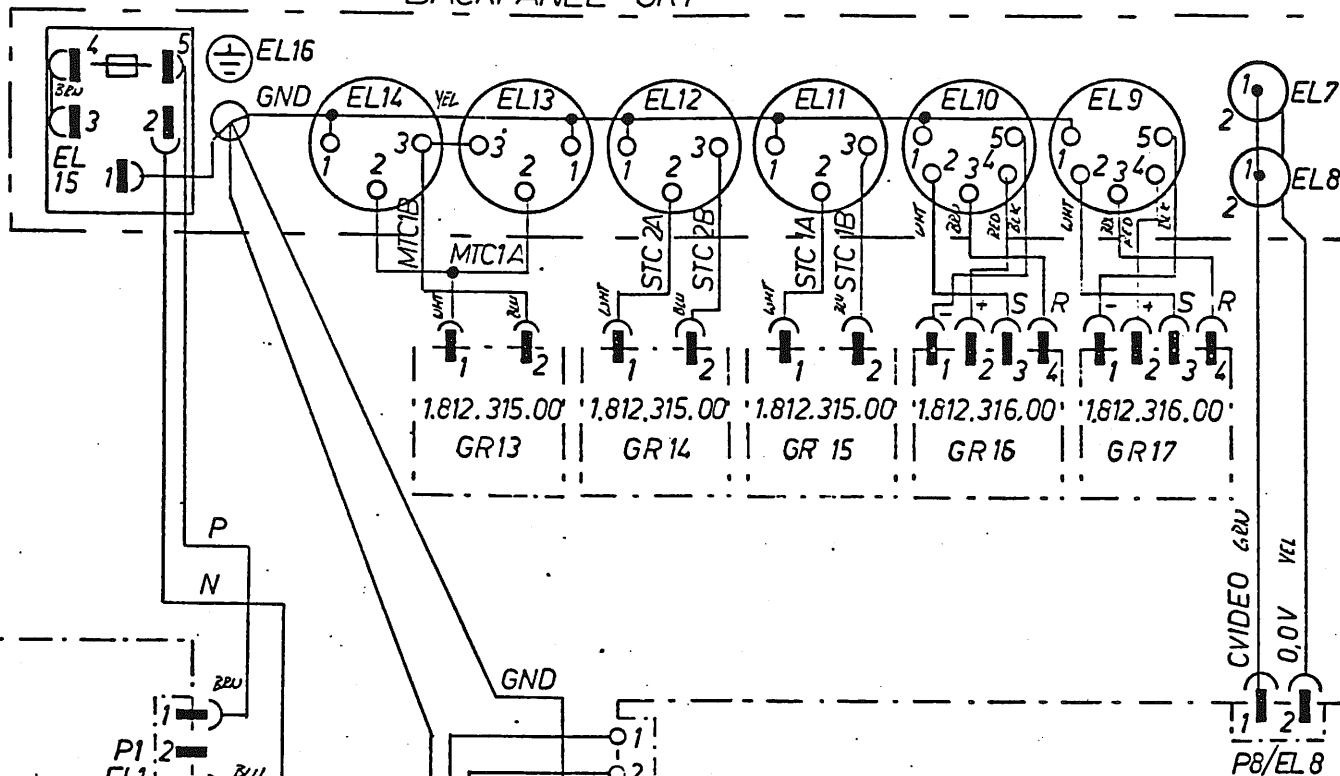 BACKPANEL
4 5 EL16
BRN
3 2 GND EL14 YEL EL13 EL12 EL11 EL10 EL9 1 EL7
2
EL
15 1
1 2 3 3 2 1 1 2 3 1 2 3 1 2 3 4 5 1 2 3 4 5 1 EL8
2
MTC1B MTC1A STC2A STC2B STC1A STC1B WHT BRN RED BLK WHT RED BLK
WHT BLU WHT BLU WHT BLU - + S R - + S R
1 2 1 2 1 2 1 2 3 4 1 2 3 4
1.812.315.00 1.812.315.00 1.812.315.00 1.812.316.00 1.812.316.00
GR13 GR14 GR15 GR16 GR17
P
N
CVIDEO GRN
0,0V YEL
GND
BRN
1 1 1 2
P1 2 2 P8/EL8
BLU